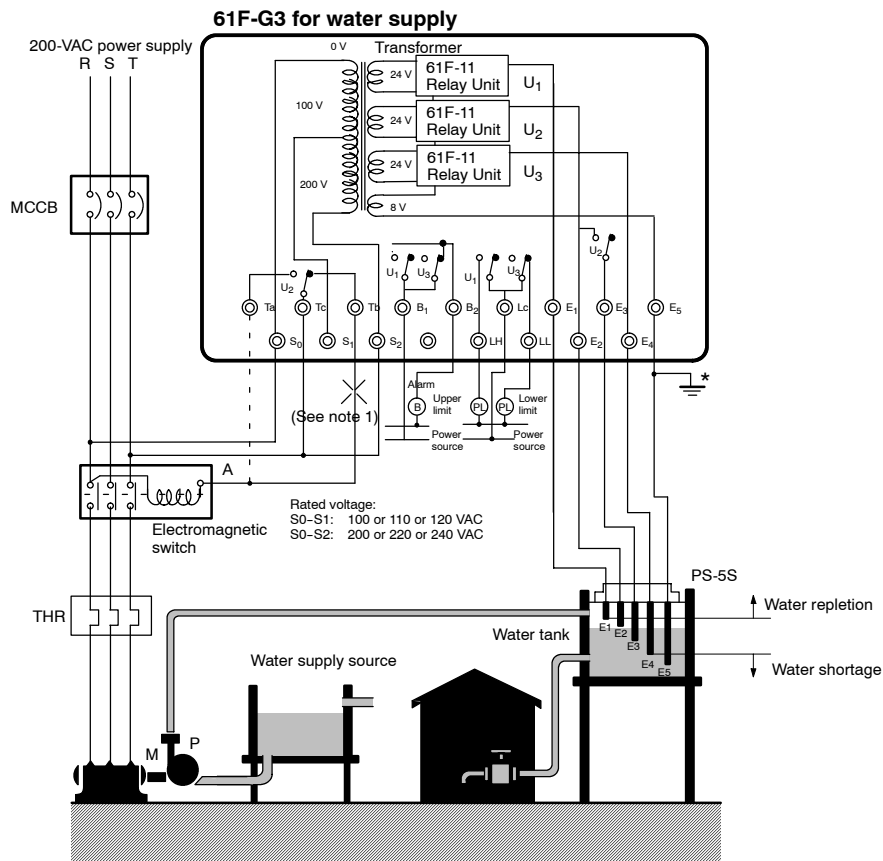 61F-G3 for water supply
200-VAC power supply
R S T
0 V
Transformer
24 V
61F-11
Relay Unit
U1
100 V
24 V
61F-11
Relay Unit
U2
24 V
61F-11
Relay Unit
U3
200 V
8 V
MCCB
U2
U1
U3
U1
U3
U2
Ta
Tc
Tb
B1
B2
Lc
E1
E3
E5
S0
S1
S2
LH
LL
E2
E4
*
(See note 1)
Alarm
B
Upper
limit
PL
PL
Lower
limit
Power
source
Power
source
A
Electromagnetic
switch
Rated voltage:
S0-S1: 100 or 110 or 120 VAC
S0-S2: 200 or 220 or 240 VAC
PS-5S
THR
Water repletion
Water tank
E1
E2
E3
E4
E5
Water shortage
Water supply source
M
P